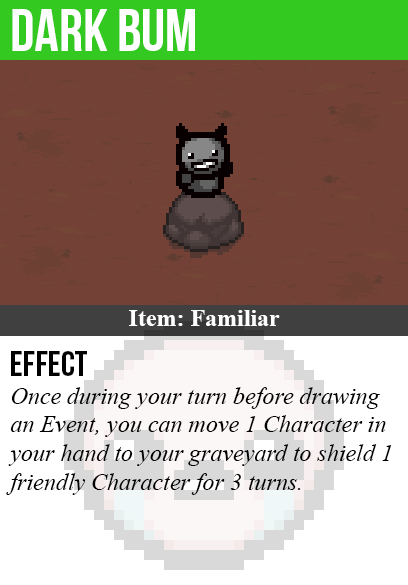 DARK BUM
Item: Familiar
EFFECT
Once during your turn before drawing
an Event, you can move 1 Character in
your hand to your graveyard to shield 1
friendly Character for 3 turns.